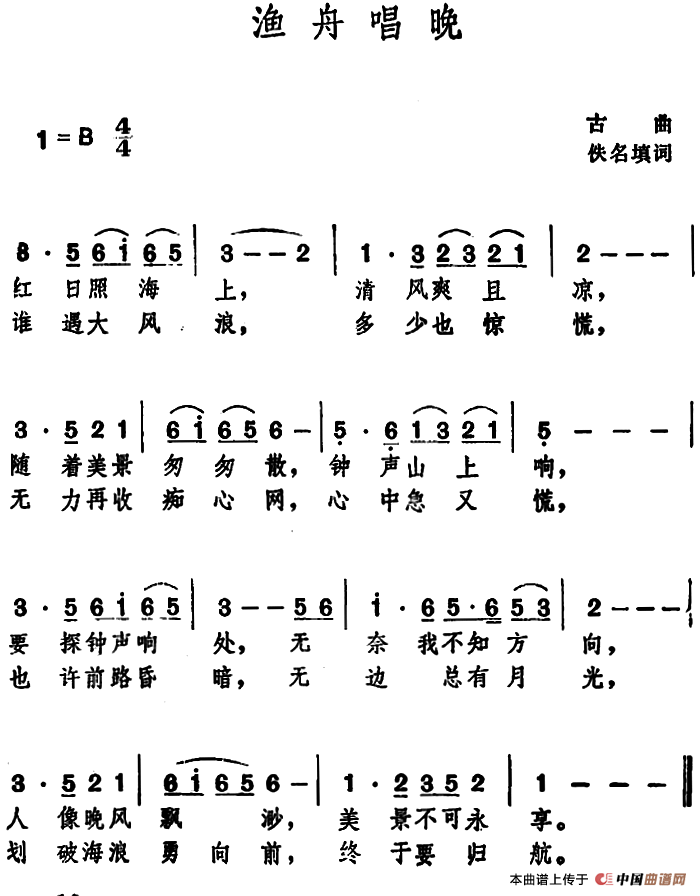 渔舟唱晚
1=B 4/4
古 曲
佚名填词
3 · 5 6 i 6 5 | 3 - - 2 | 1 · 3 2 3 2 1 | 2 - - - |
红 日照 海 上， 清 风爽 且 凉，
谁 遇大 风 浪， 多 少也 惊 慌，
3 · 5 2 1 | 6 i 6 5 6 - | 5 · 6 1 3 2 1 | 5 - - - |
随 着美景 匆 匆 散，钟 声山 上 响，
无 力再收 痴 心 网，心 中急 又 慌，
3 · 5 6 i 6 5 | 3 - - 5 6 | i · 6 5 · 6 5 3 | 2 - - - |
要 探钟声响 处，无 奈 我不知 方 向，
也 许前路昏 暗，无 边 总有 月 光，
3 · 5 2 1 | 6 i 6 5 6 - | 1 · 2 3 5 2 | 1 - - - ‖
人 像晚风 飘 渺，美 景不可永 享。
划 破海浪 勇 向 前，终 于要 归 航。
本曲谱上传于 中国曲谱网